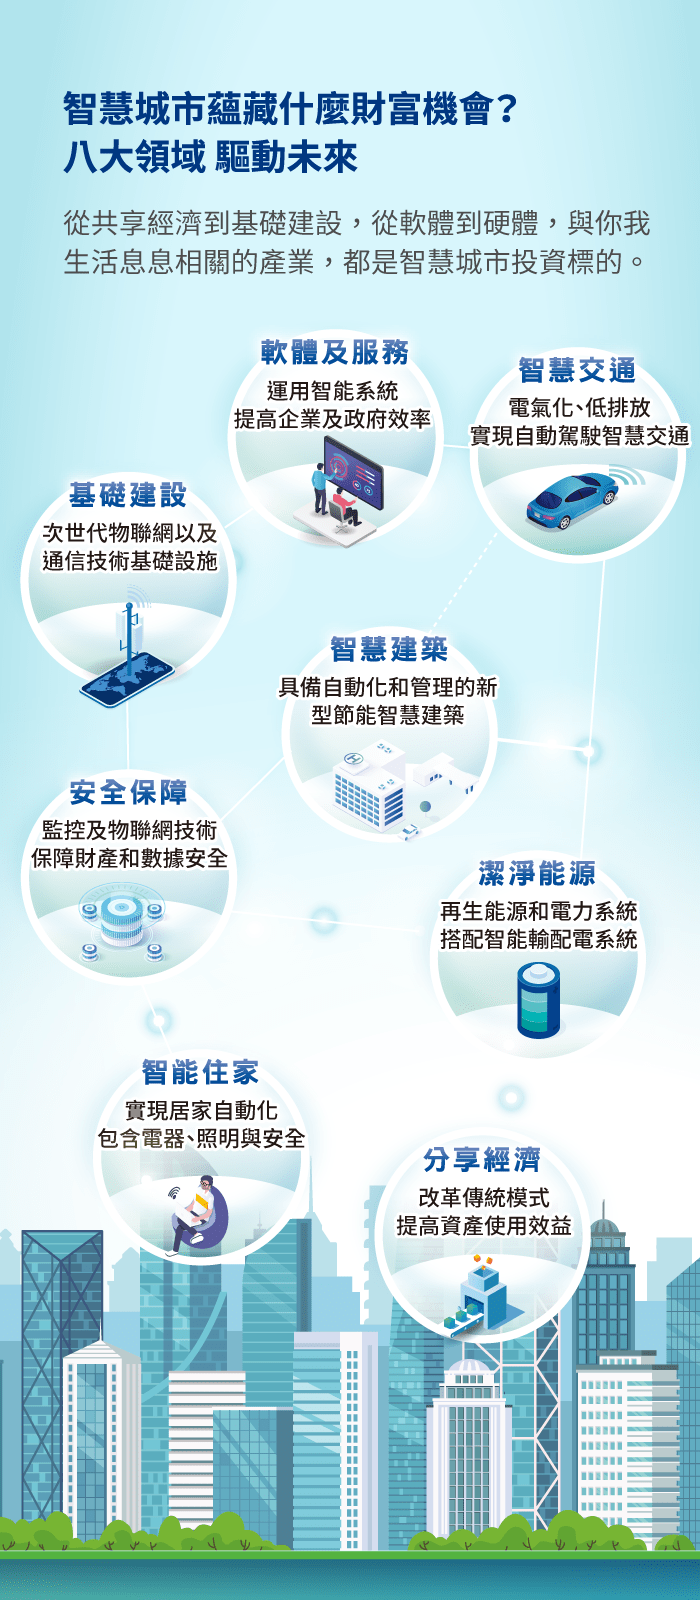 智慧城市蘊藏什麼財富機會？
八大領域 驅動未來
從共享經濟到基礎建設，從軟體到硬體，與你我
生活息息相關的產業，都是智慧城市投資標的。
軟體及服務
運用智能系統
提高企業及政府效率
智慧交通
電氣化、低排放
實現自動駕駛智慧交通
基礎建設
次世代物聯網以及
通信技術基礎設施
智慧建築
具備自動化和管理的新
型節能智慧建築
安全保障
監控及物聯網技術
保障財產和數據安全
潔淨能源
再生能源和電力系統
搭配智能輸配電系統
智能住家
實現居家自動化
包含電器、照明與安全
分享經濟
改革傳統模式
提高資產使用效益